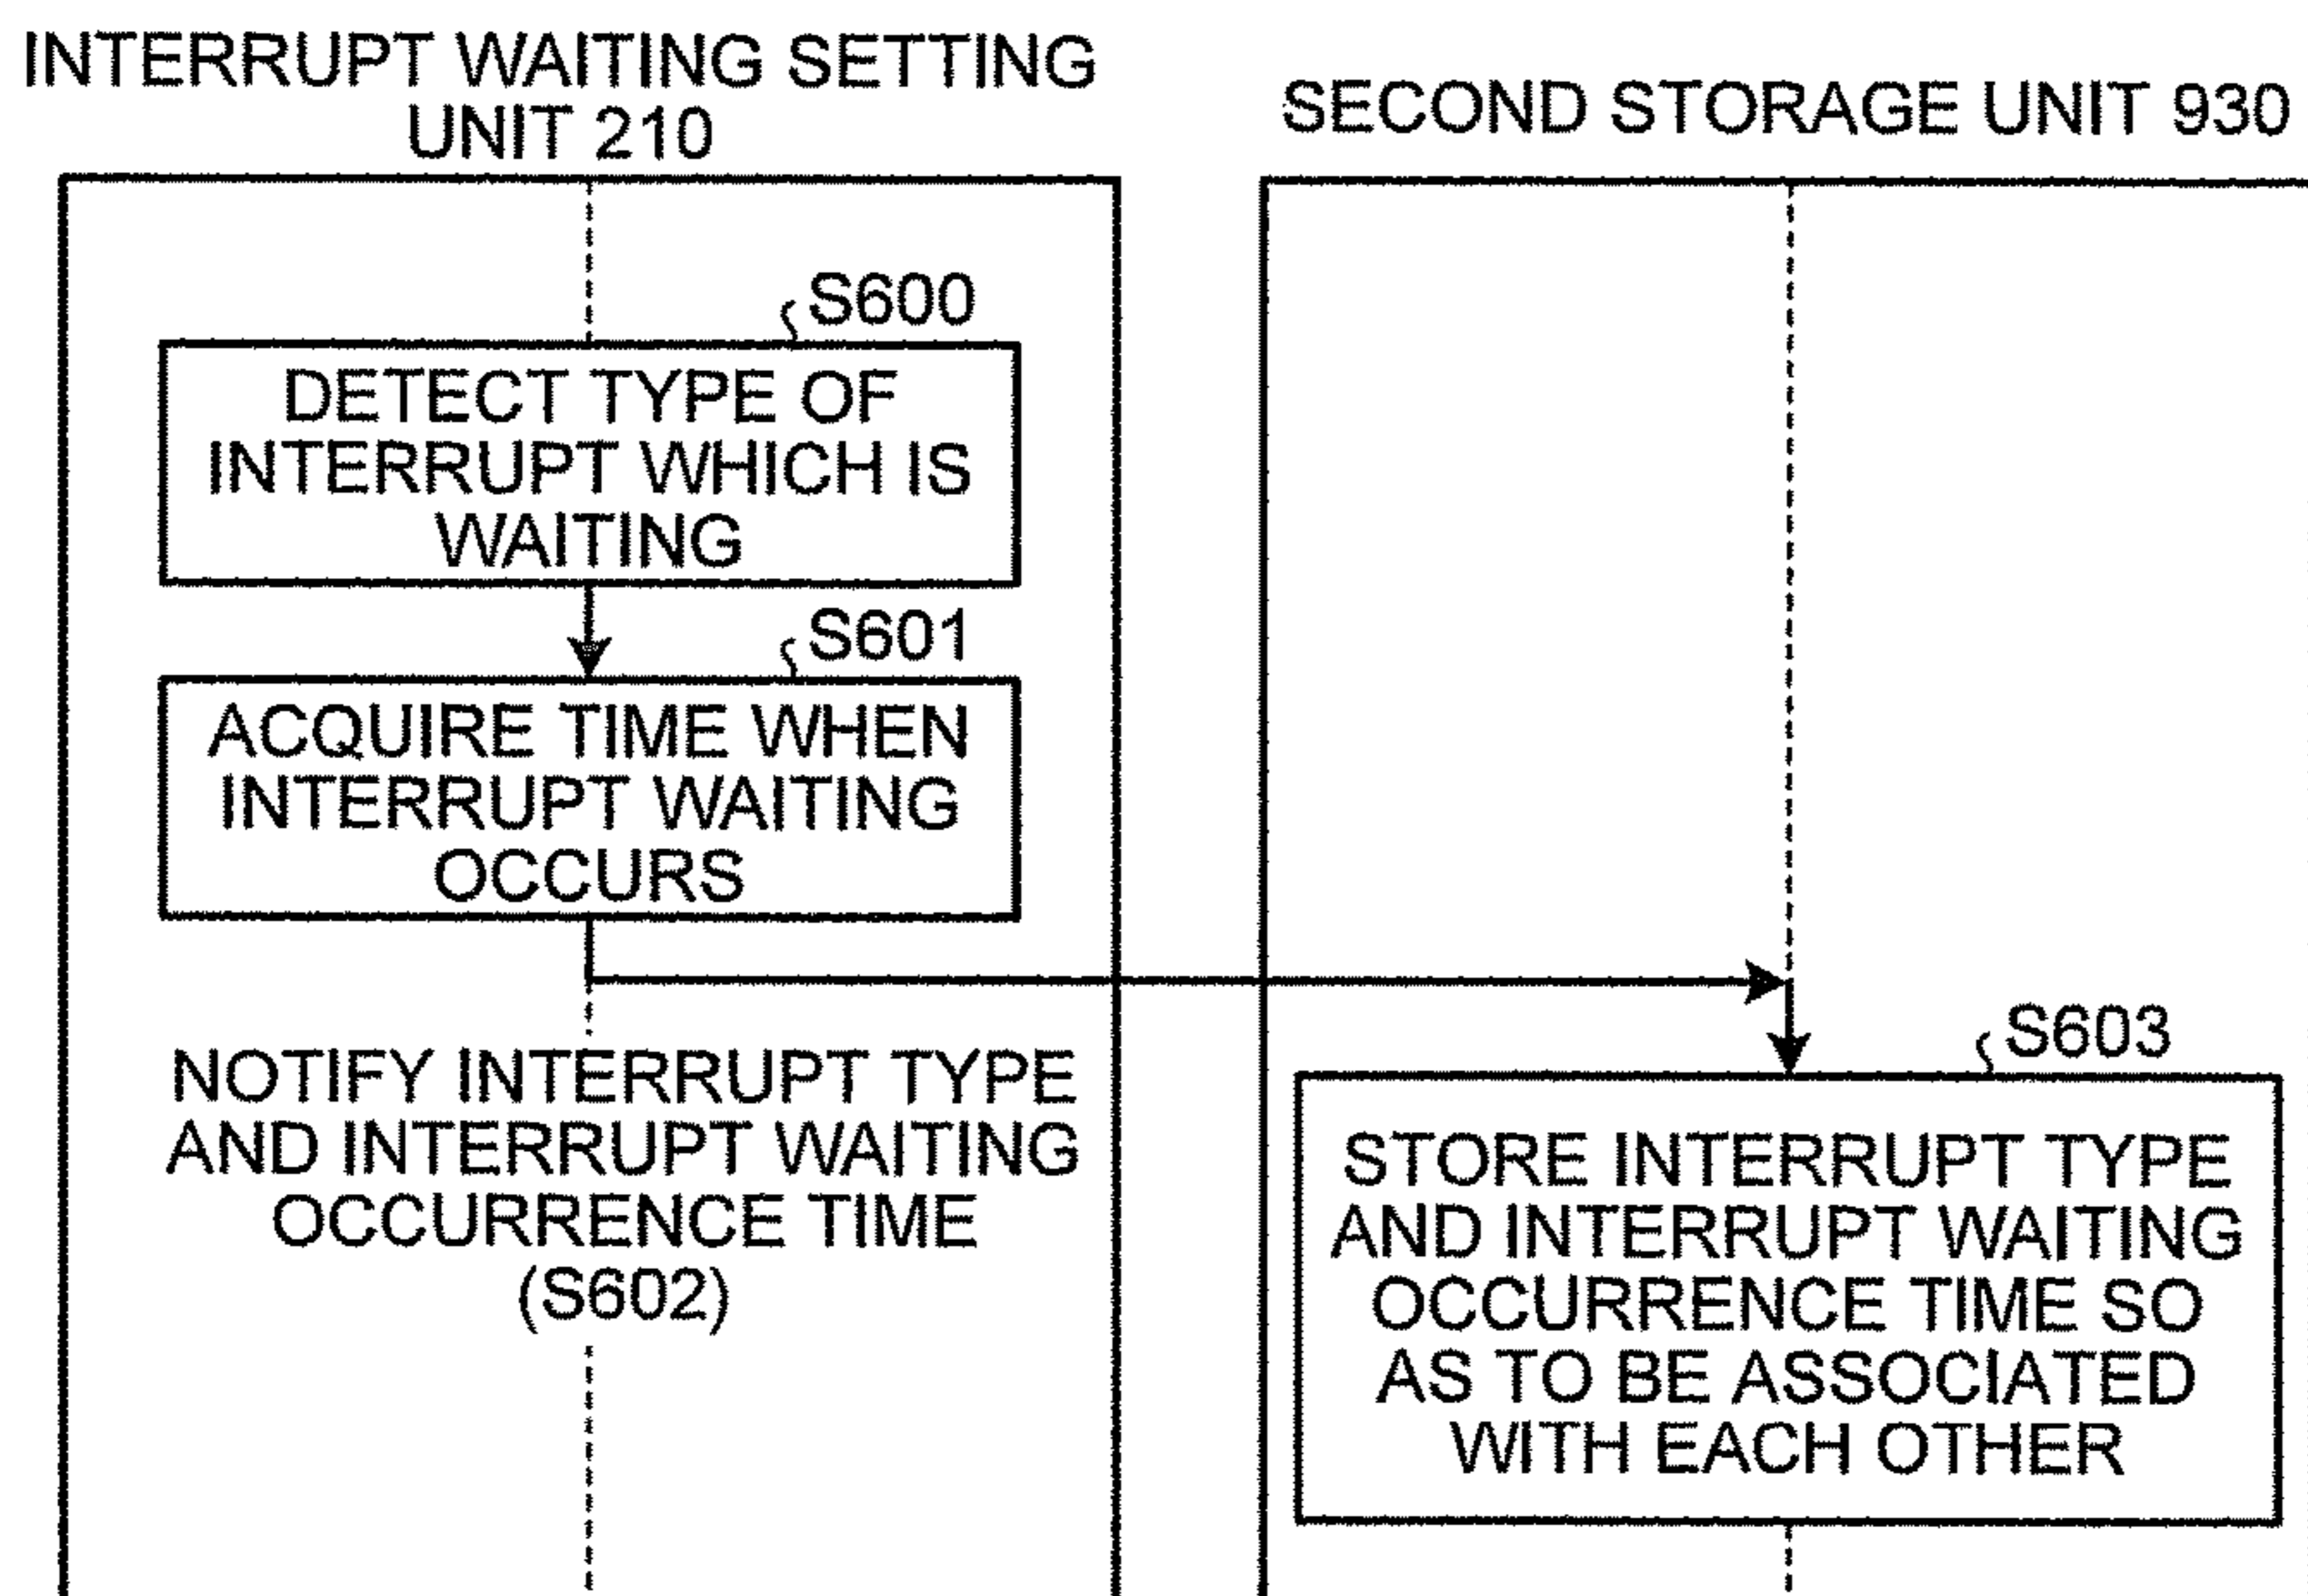 INTERRUPT WAITING SETTING
UNIT 210
SECOND STORAGE UNIT 930
S600
DETECT TYPE OF
INTERRUPT WHICH IS
WAITING
S601
ACQUIRE TIME WHEN
INTERRUPT WAITING
OCCURS
NOTIFY INTERRUPT TYPE
AND INTERRUPT WAITING
OCCURRENCE TIME
(S602)
S603
STORE INTERRUPT TYPE
AND INTERRUPT WAITING
OCCURRENCE TIME SO
AS TO BE ASSOCIATED
WITH EACH OTHER